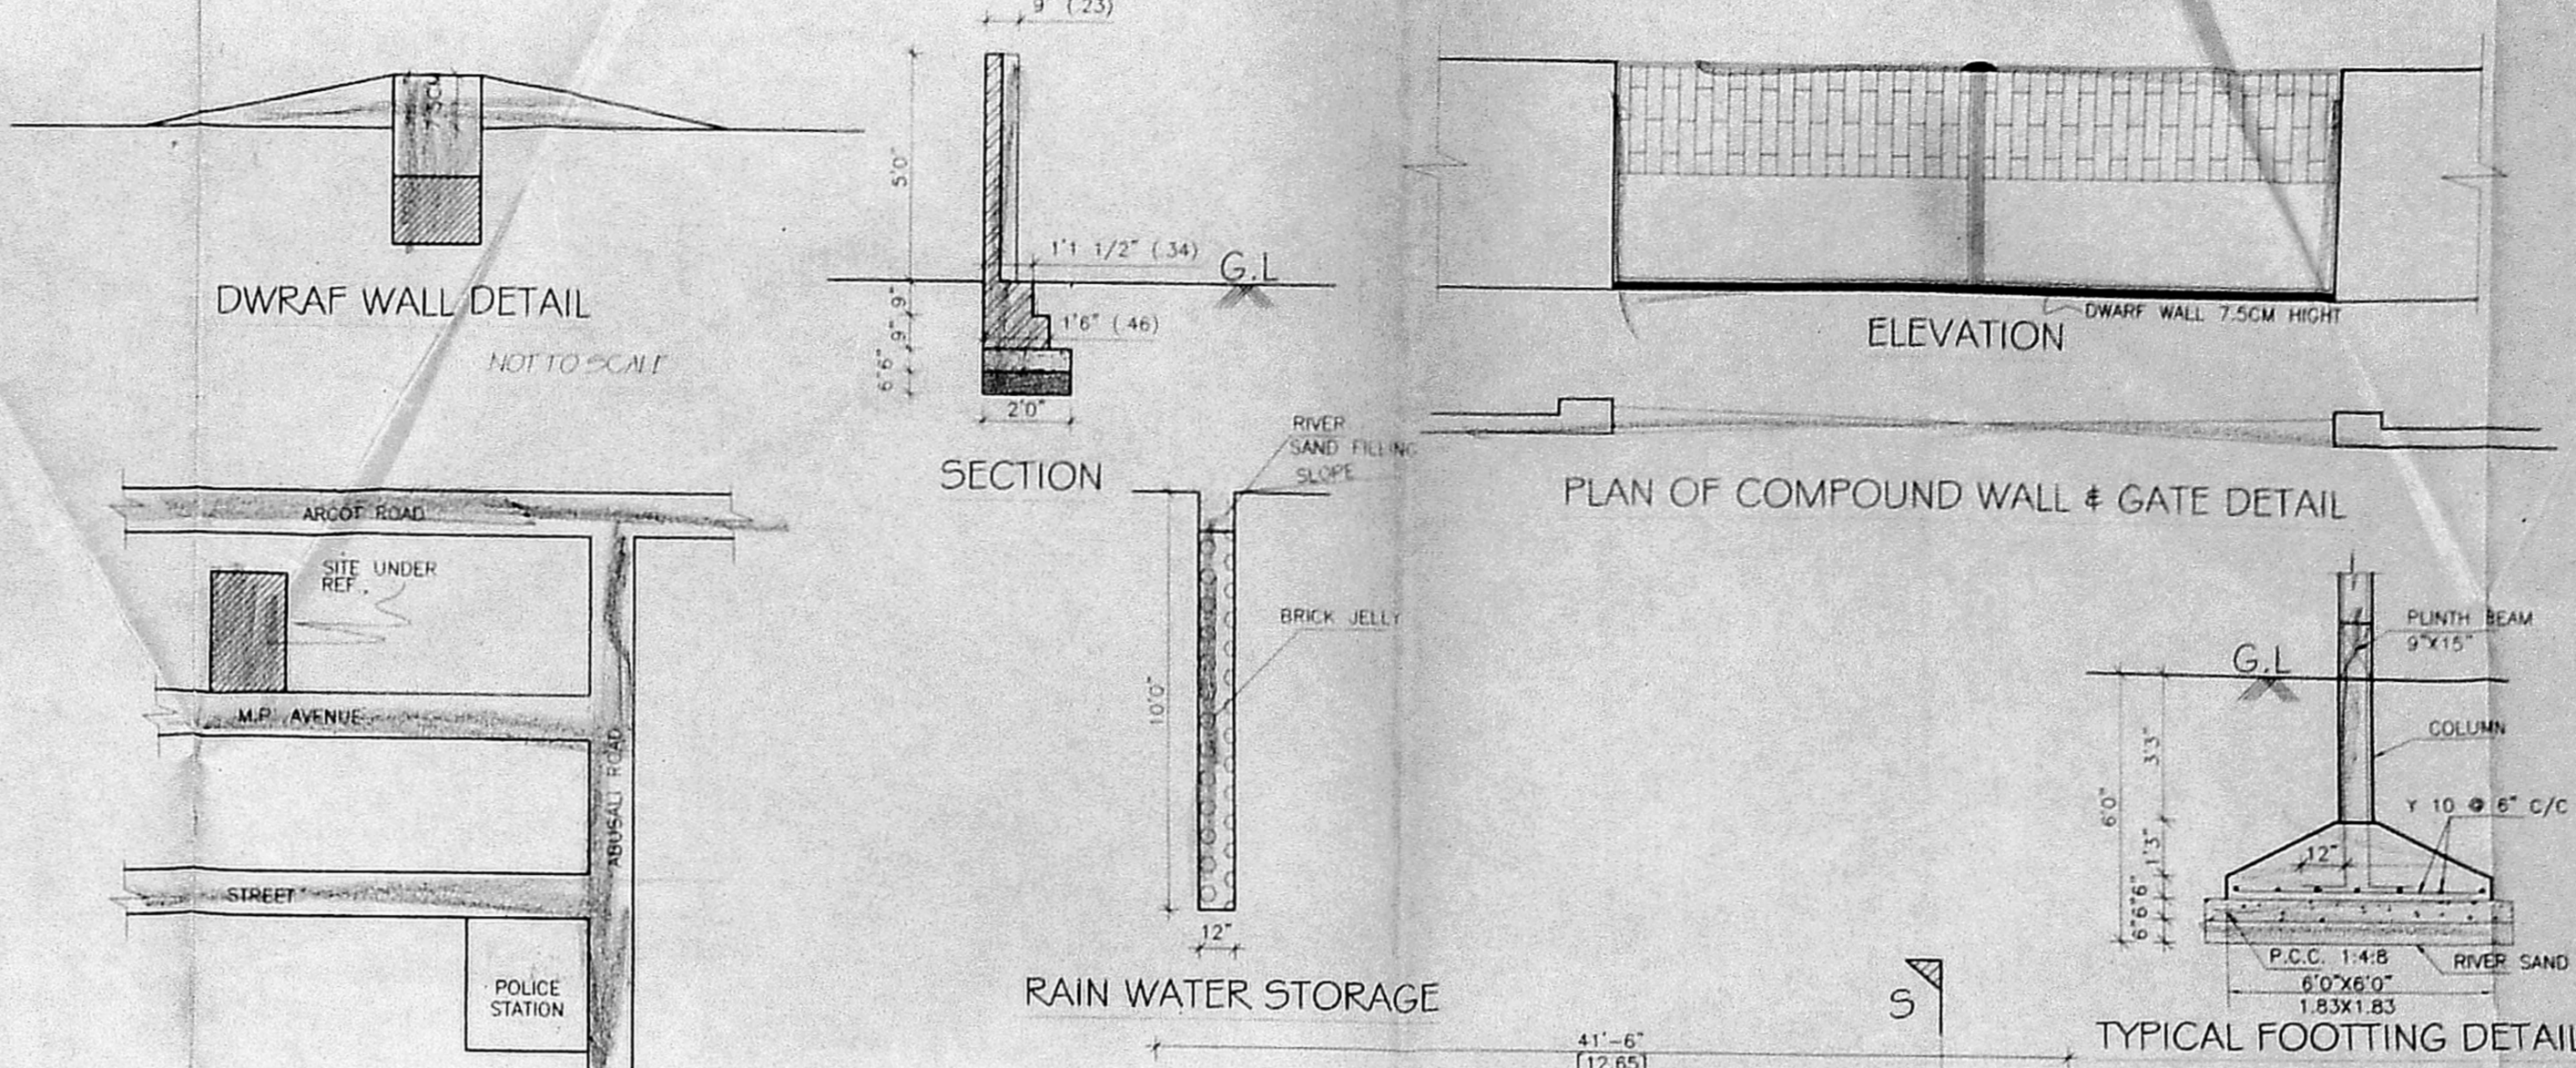 9" (.23)
5'0"
1'1 1/2" (.34)
G.L
9"
9"
1'6" (.46)
6"6"
2'0"
SECTION
DWRAF WALL DETAIL
NOT TO SCALE
DWARF WALL 7.5CM HIGHT
ELEVATION
PLAN OF COMPOUND WALL & GATE DETAIL
ARCOT ROAD
SITE UNDER
REF.
M.P. AVENUE
ABUSALI ROAD
STREET
POLICE
STATION
RIVER
SAND FILLING
SLOPE
BRICK JELLY
10'0"
12"
RAIN WATER STORAGE
PLINTH BEAM
9"X15"
G.L
COLUMN
3'3"
6'0"
Y 10 @ 6" C/C
1'3"
12"
6"6"6"
P.C.C. 1:4:8
RIVER SAND
6'0"X6'0"
1.83X1.83
TYPICAL FOOTTING DETAIL
S
41'-6"
[12.65]